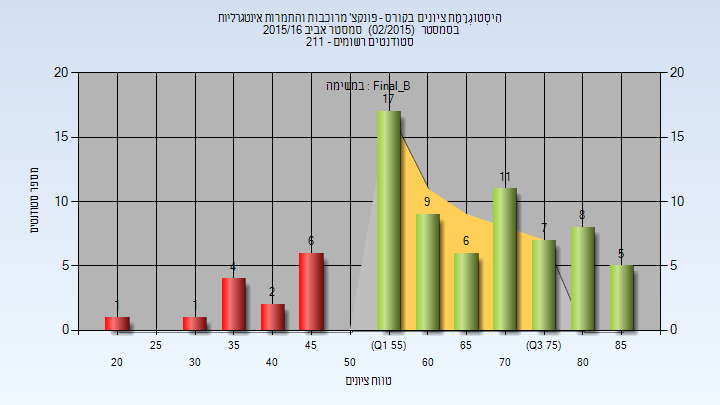 הִיסְטוֹגְרַמַת ציונים בקורס - פונקצ' מרוכבות והתמרות אינטגרליות
בסמסטר (02/2015) סמסטר אביב 2015/16
סטודנטים רשומים - 211
במשימה : Final_B
20 20
15 15
10 10
5 5
0 0
מספר סטודנטים
1 1 4 2 6 17 9 6 11 7 8 5
25 35 45 (Q1 55) 65 (Q3 75) 85
20 30 40 50 60 70 80
טווח ציונים